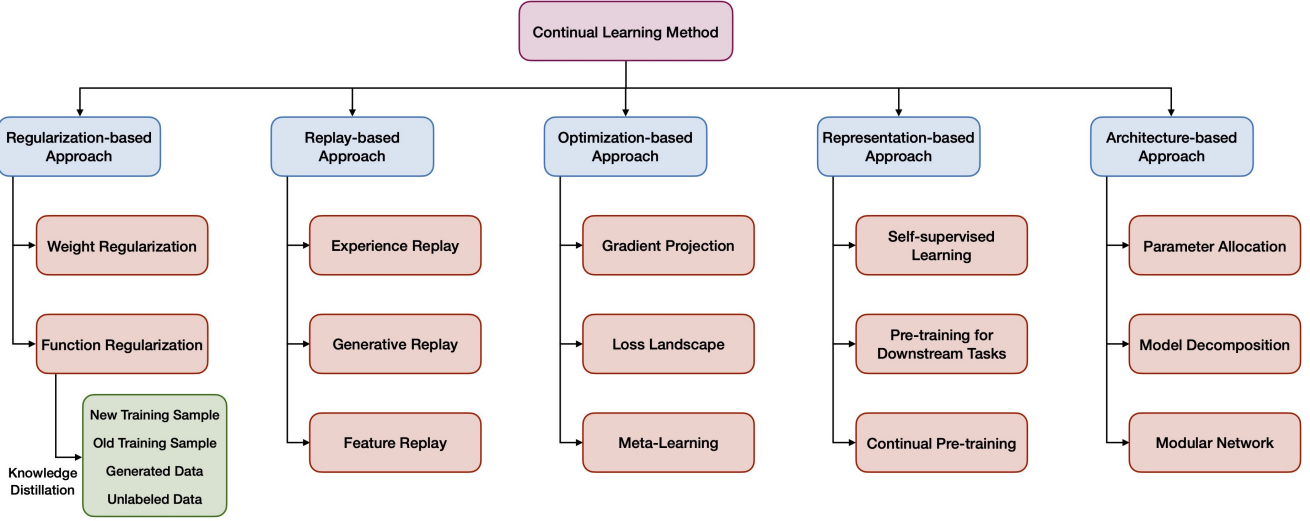 Continual Learning Method
Regularization-based
Approach
Replay-based
Approach
Optimization-based
Approach
Representation-based
Approach
Architecture-based
Approach
Weight Regularization
Experience Replay
Gradient Projection
Self-supervised
Learning
Parameter Allocation
Function Regularization
Generative Replay
Loss Landscape
Pre-training for
Downstream Tasks
Model Decomposition
New Training Sample
Old Training Sample
Generated Data
Unlabeled Data
Knowledge
Distillation
Feature Replay
Meta-Learning
Continual Pre-training
Modular Network